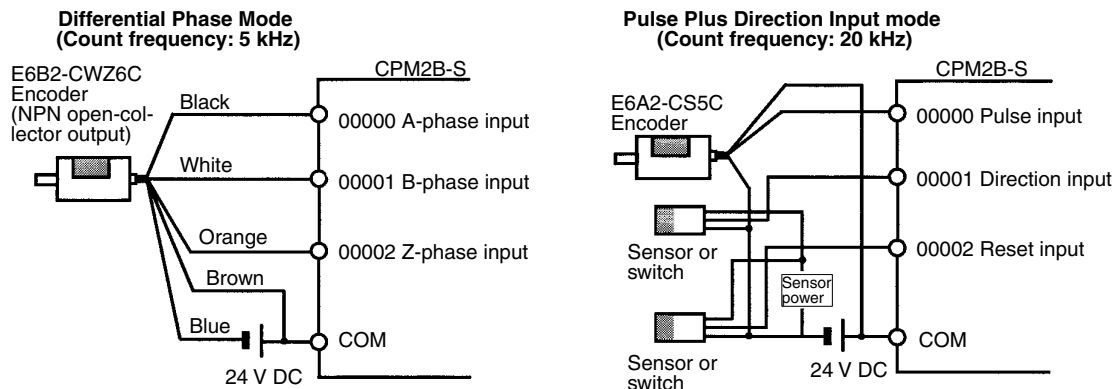 Differential Phase Mode
(Count frequency: 5 kHz)
E6B2-CWZ6C
Encoder
(NPN open-col-
lector output)
CPM2B-S
Black
00000 A-phase input
White
00001 B-phase input
Orange
00002 Z-phase input
Brown
Blue
COM
24 V DC
Pulse Plus Direction Input mode
(Count frequency: 20 kHz)
CPM2B-S
E6A2-CS5C
Encoder
00000 Pulse input
00001 Direction input
Sensor or
switch
00002 Reset input
Sensor
power
Sensor or
switch
COM
24 V DC